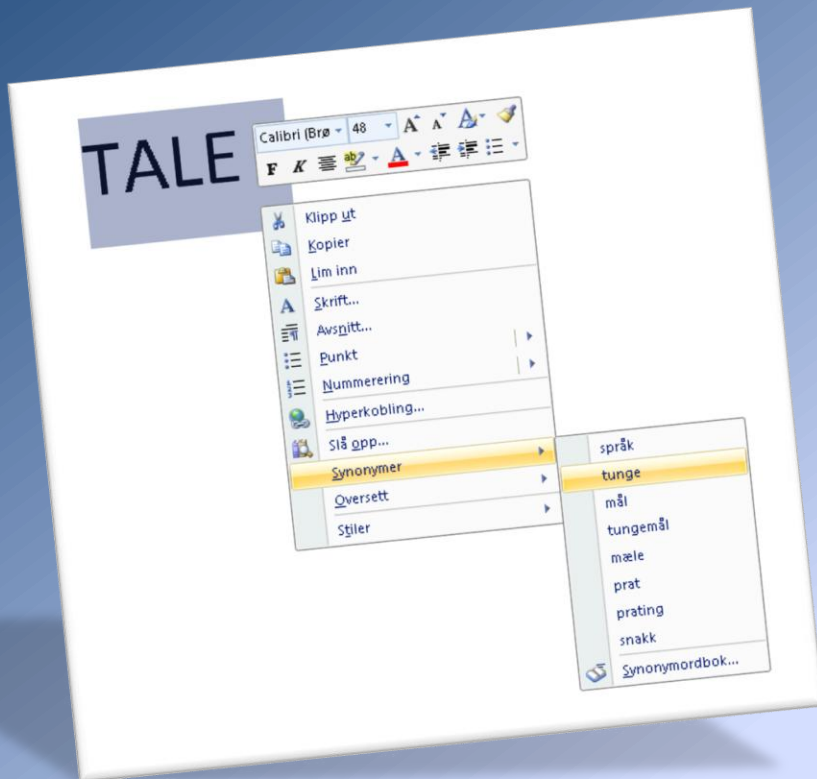 TALE
Calibri (Brø 48 A A A
F K ab A
Klipp ut
Kopier
Lim inn
A Skrift...
Avsnitt...
Punkt
Nummerering
Hyperkobling...
Slå opp...
Synonymer
Oversett
Stiler
språk
tunge
mål
tungemål
mæle
prat
prating
snakk
Synonymordbok...